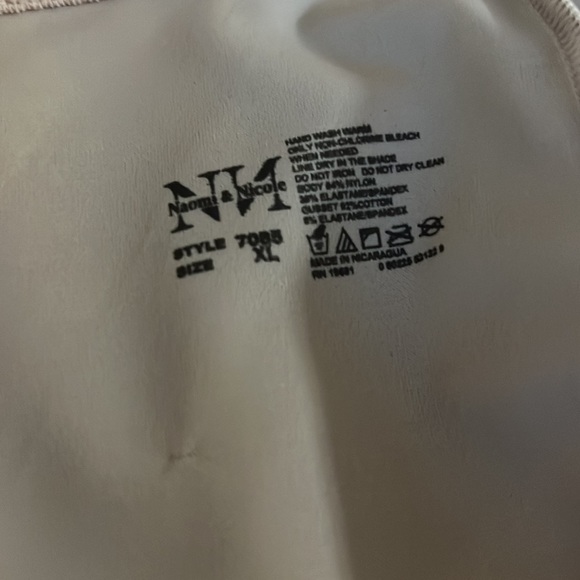 NN
Naomi & Nicole
STYLE 7085
SIZE XL
HAND WASH WARM
ONLY NON-CHLORINE BLEACH
WHEN NEEDED
LINE DRY IN THE SHADE
DO NOT IRON DO NOT DRY CLEAN
BODY 64% NYLON
36% ELASTANE/SPANDEX
GUSSET 92%COTTON
8% ELASTANE/SPANDEX
MADE IN NICARAGUA
RN